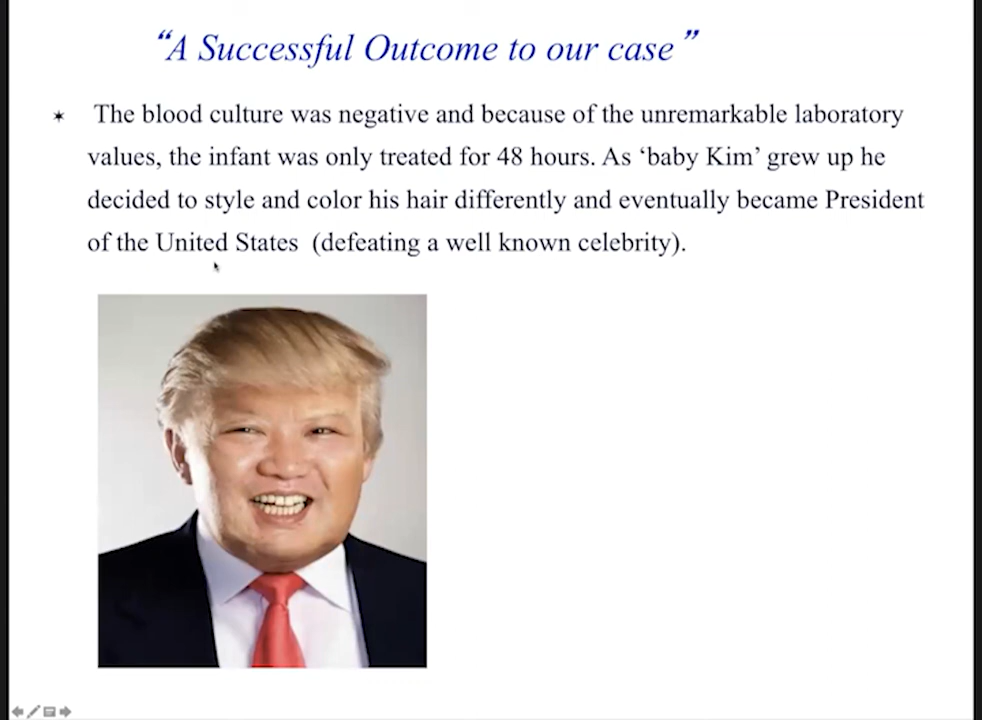 “A Successful Outcome to our case”
The blood culture was negative and because of the unremarkable laboratory
values, the infant was only treated for 48 hours. As ‘baby Kim’ grew up he
decided to style and color his hair differently and eventually became President
of the United States  (defeating a well known celebrity).